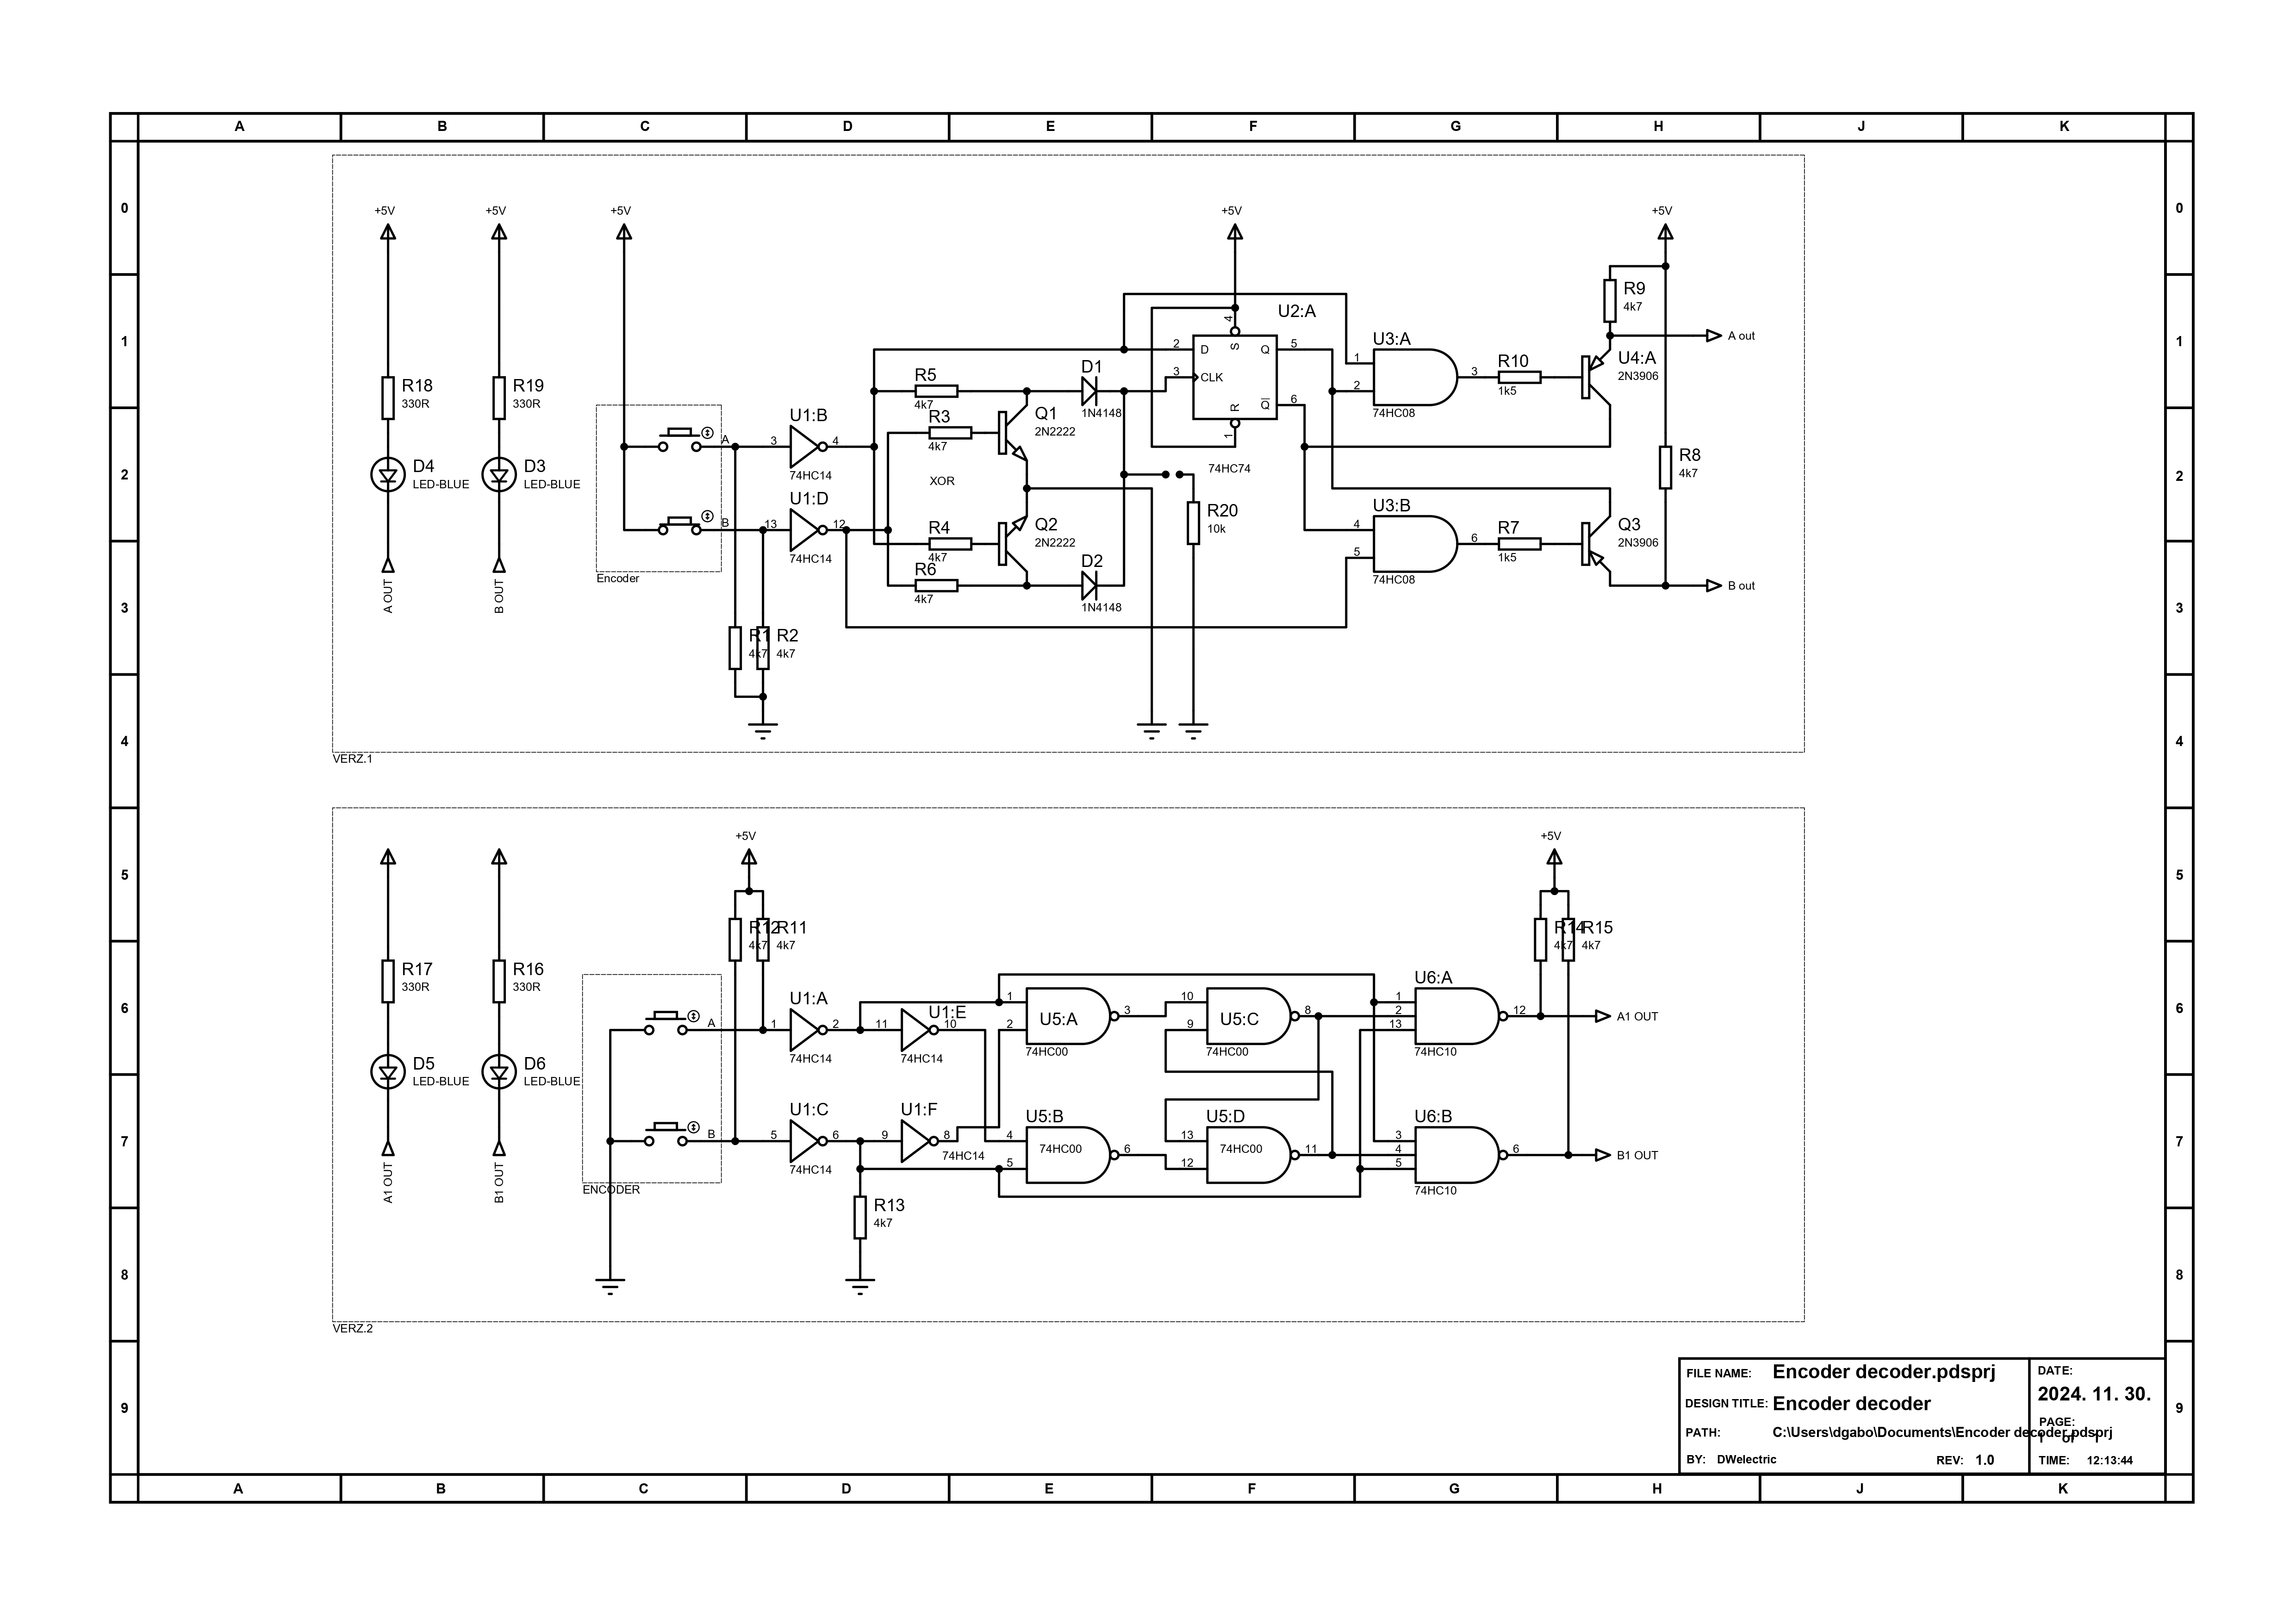 A B C D E F G H J K
0 0
1 1
2 2
3 3
4 4
5 5
6 6
7 7
8 8
9 9
+5V +5V +5V +5V +5V
R18
330R
R19
330R
D4
LED-BLUE
D3
LED-BLUE
A OUT
B OUT
A
B
Encoder
3 U1:B 4
74HC14
13 U1:D 12
74HC14
R1
4k7
R2
4k7
R5
4k7
R3
4k7
XOR
R4
4k7
R6
4k7
Q1
2N2222
Q2
2N2222
D1
1N4148
D2
1N4148
R20
10k
U2:A
2 D S 4 Q 5
3 CLK
R 1 Q 6
74HC74
U3:A
1
2
3
74HC08
U3:B
4
5
6
74HC08
R10
1k5
R7
1k5
R9
4k7
U4:A
2N3906
R8
4k7
Q3
2N3906
A out
B out
VERZ.1
+5V +5V
R17
330R
R16
330R
D5
LED-BLUE
D6
LED-BLUE
A1 OUT
B1 OUT
A
B
ENCODER
R12
4k7
R11
4k7
1 U1:A 2
74HC14
11 U1:E 10
74HC14
5 U1:C 6
74HC14
9 U1:F 8
74HC14
R13
4k7
1
2
U5:A
3
74HC00
4
5
U5:B
74HC00
6
10
9
U5:C
8
74HC00
13
12
U5:D
74HC00
11
U6:A
1
2
13
12
74HC10
U6:B
3
4
5
6
74HC10
R14
4k7
R15
4k7
A1 OUT
B1 OUT
VERZ.2
FILE NAME: Encoder decoder.pdsprj
DESIGN TITLE: Encoder decoder
PATH: C:\Users\dgabo\Documents\Encoder decoder.pdsprj
BY: DWelectric REV: 1.0
DATE:
2024. 11. 30.
PAGE:
1 of 1
TIME: 12:13:44
A B C D E F G H J K